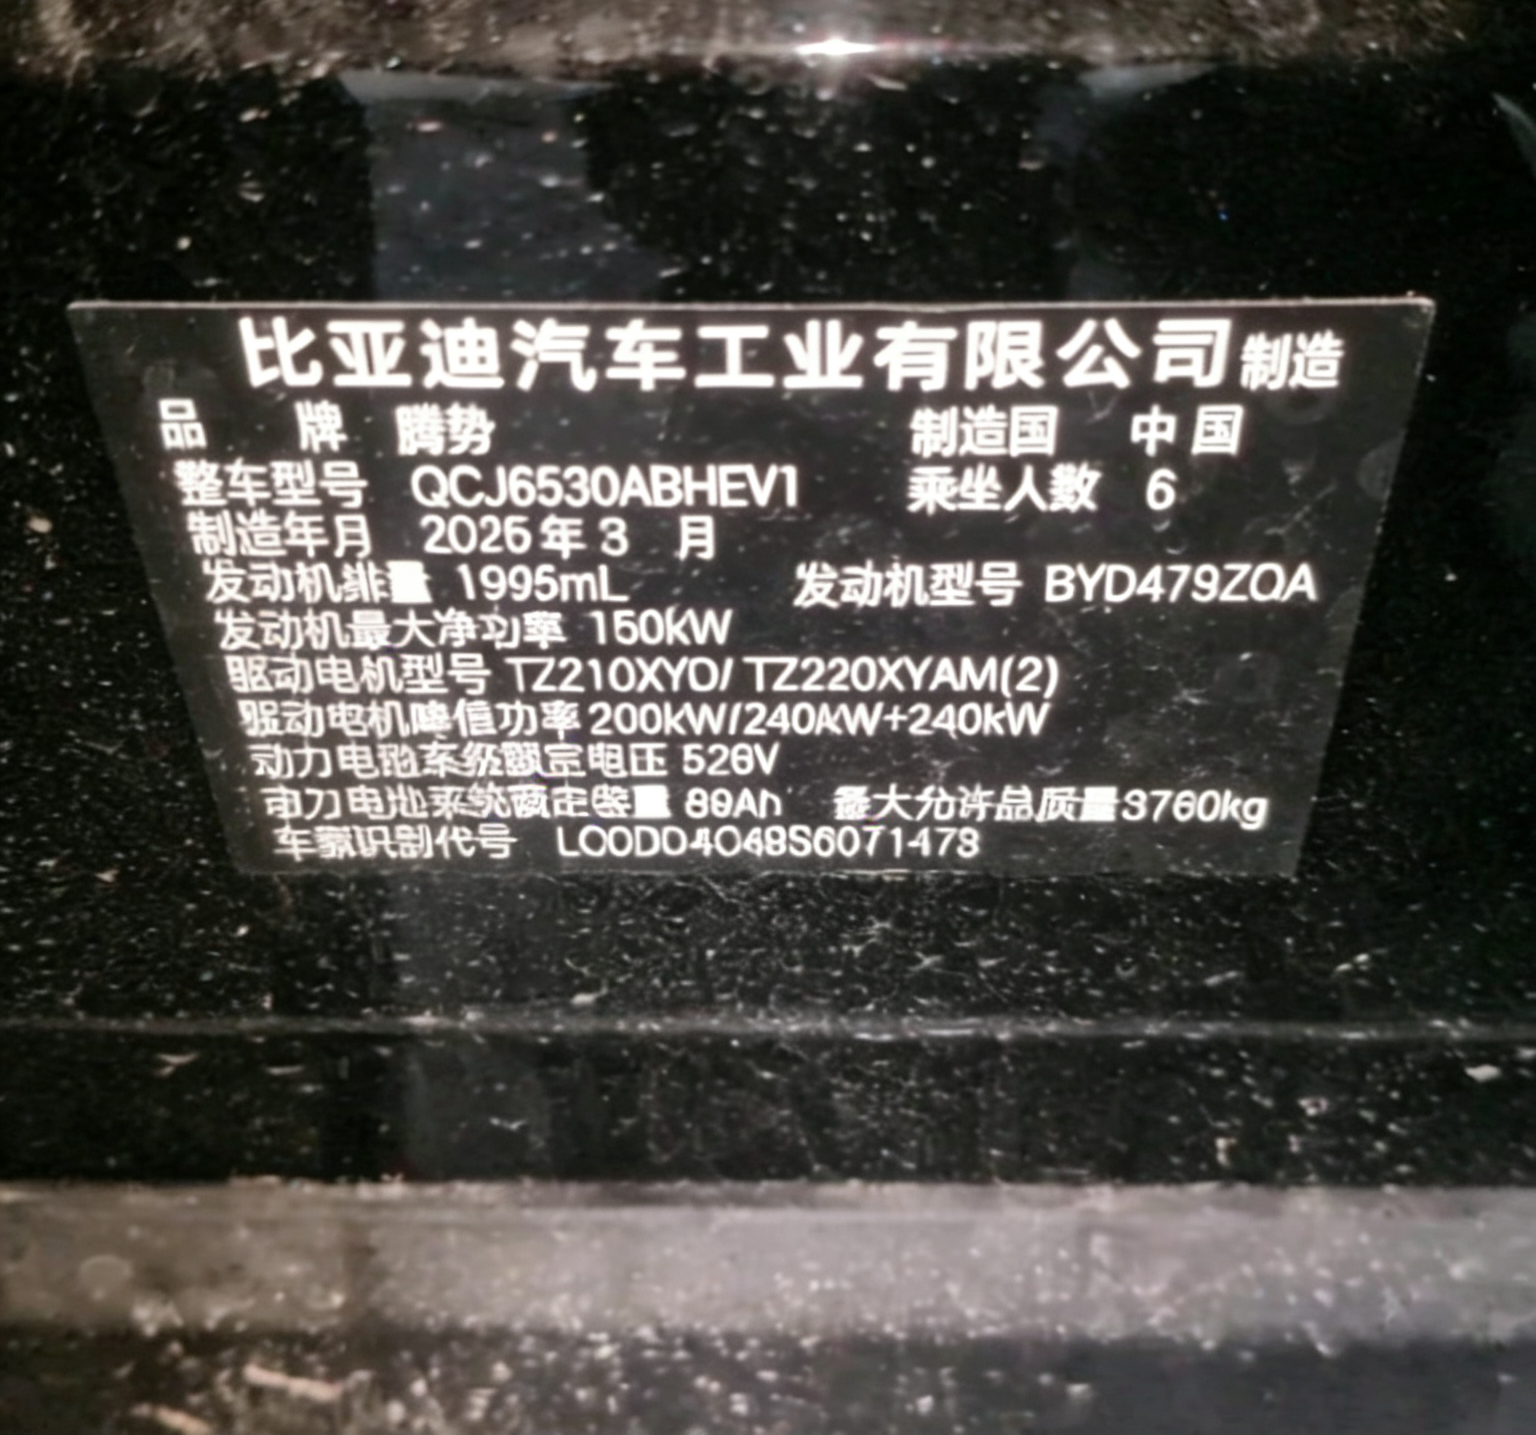 比亚迪汽车工业有限公司制造
品 牌 腾势 制造国 中国
整车型号 QCJ6530ABHEV1 乘坐人数 6
制造年月 2025年3 月
发动机排量 1995mL 发动机型号 BYD479ZQA
发动机最大净功率 150kW
驱动电机型号 TZ210XYD/ TZ220XYAM(2)
驱动电机峰值功率 200kW/240kW+240kW
动力电池系统额定电压
动力电池系统额定容量 最大允许总质量
车辆识别代号